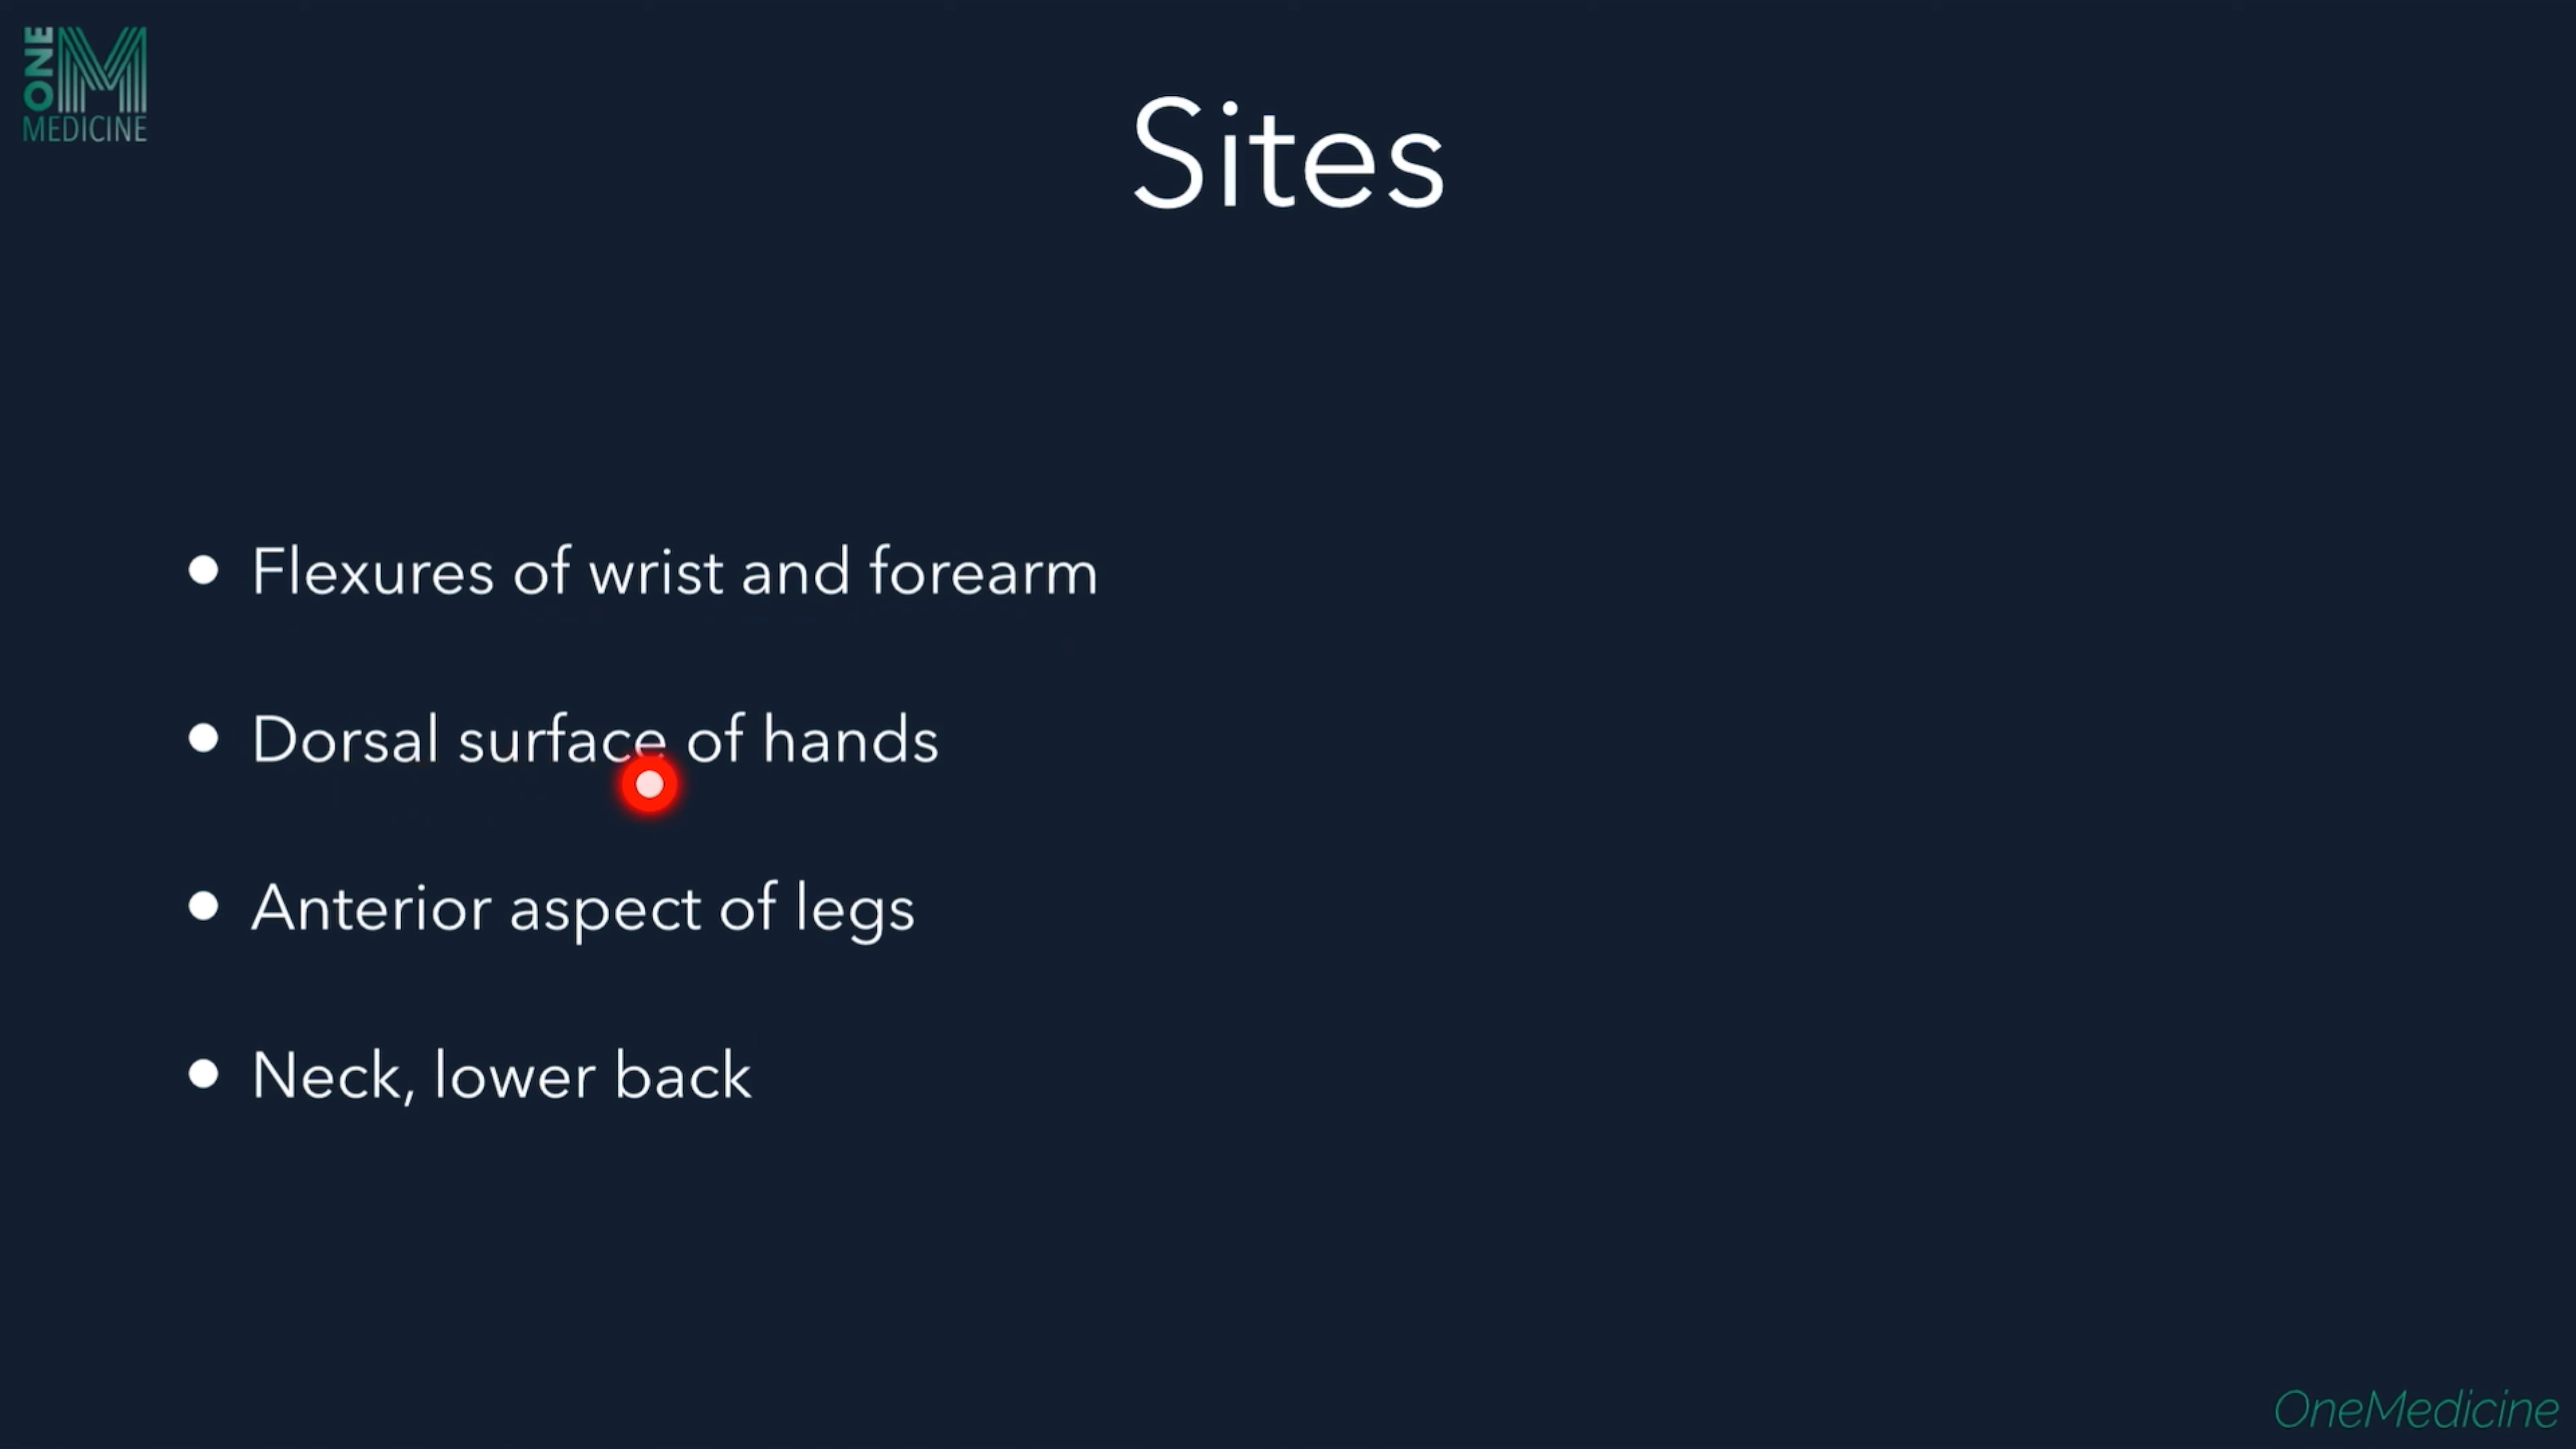 ONE
M
MEDICINE
Sites
Flexures of wrist and forearm
Dorsal surface of hands
Anterior aspect of legs
Neck, lower back
OneMedicine